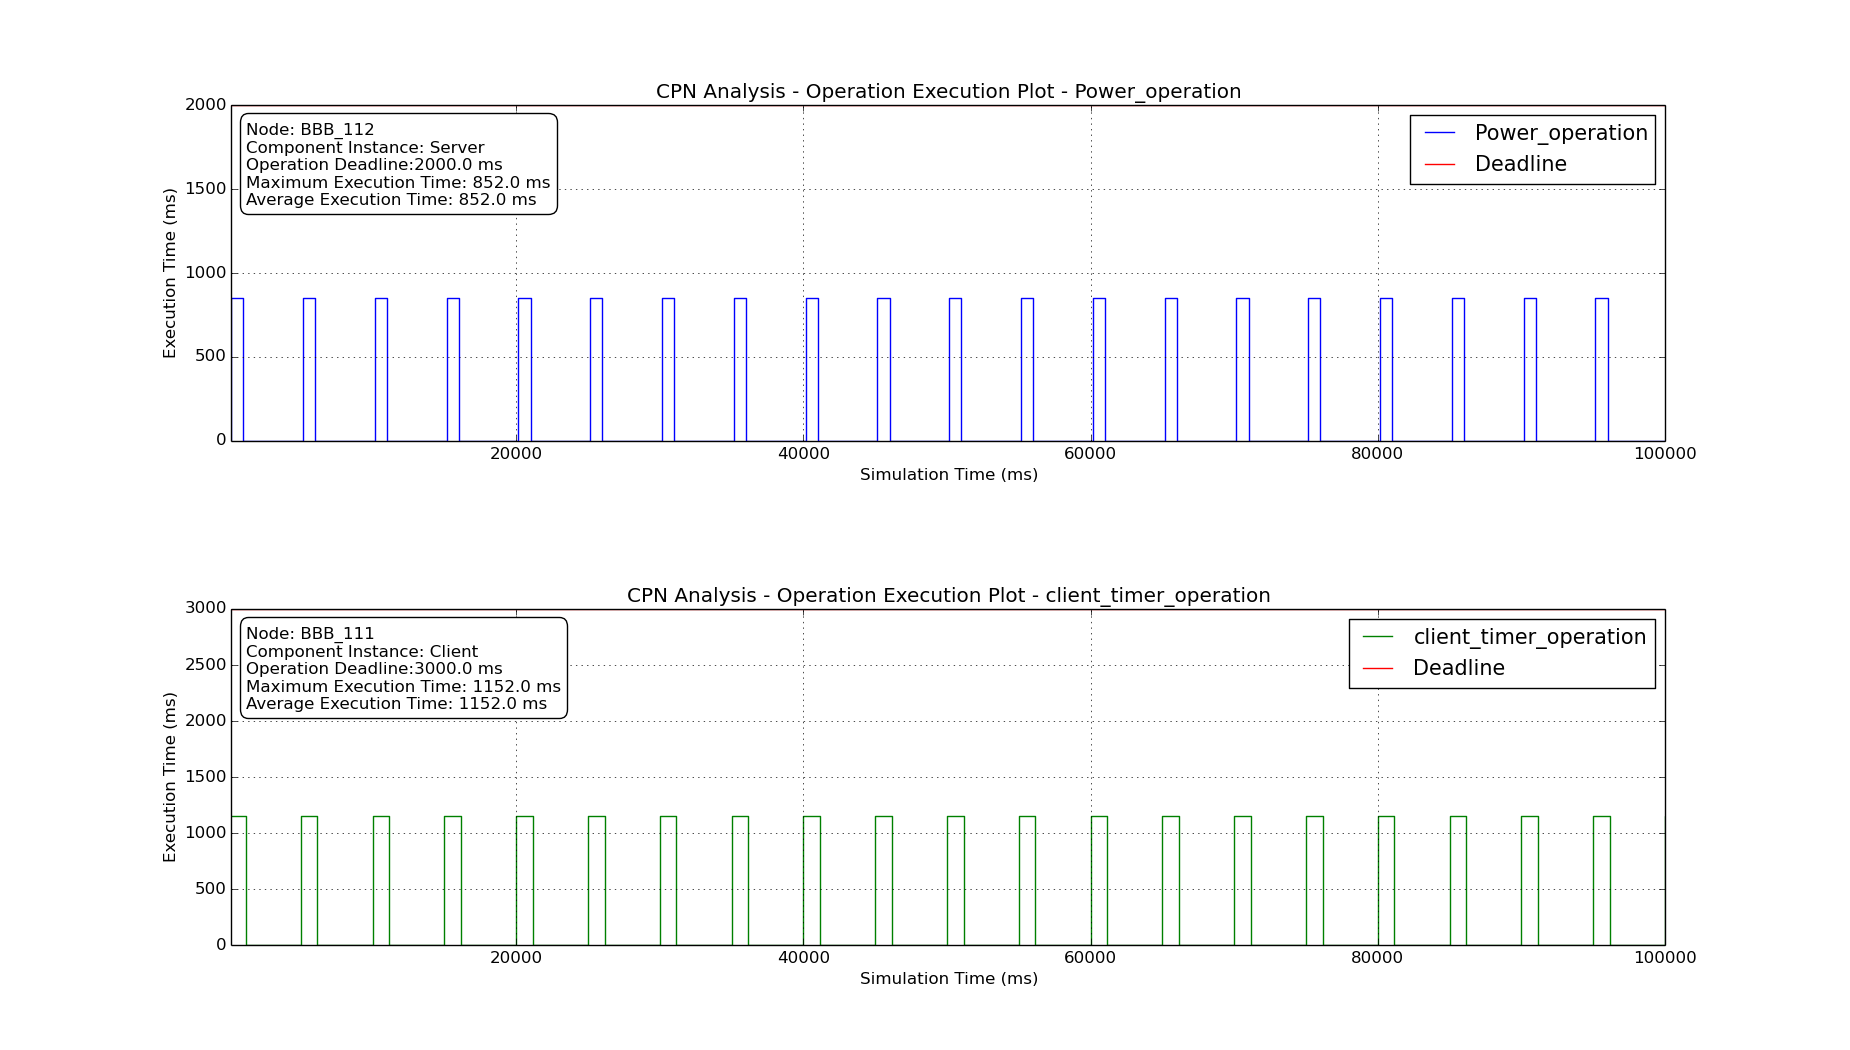 CPN Analysis - Operation Execution Plot - Power_operation
2000
1500
1000
500
0
Execution Time (ms)
Node: BBB_112
Component Instance: Server
Operation Deadline:2000.0 ms
Maximum Execution Time: 852.0 ms
Average Execution Time: 852.0 ms
Power_operation
Deadline
20000 40000 60000 80000 100000
Simulation Time (ms)
CPN Analysis - Operation Execution Plot - client_timer_operation
3000
2500
2000
1500
1000
500
0
Execution Time (ms)
Node: BBB_111
Component Instance: Client
Operation Deadline:3000.0 ms
Maximum Execution Time: 1152.0 ms
Average Execution Time: 1152.0 ms
client_timer_operation
Deadline
20000 40000 60000 80000 100000
Simulation Time (ms)